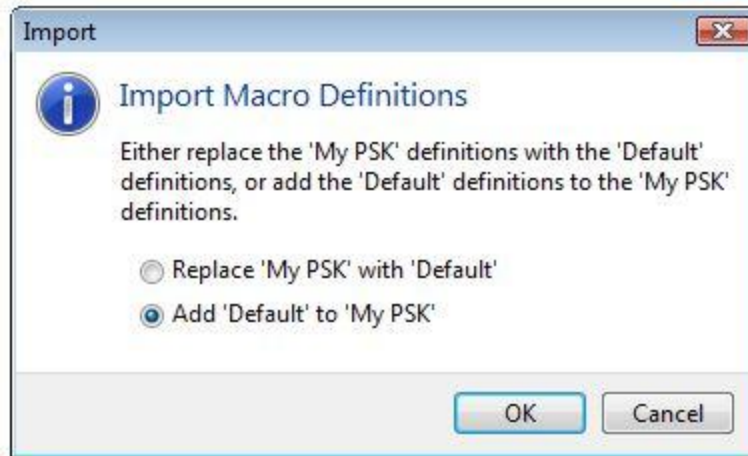 Import
Import Macro Definitions
Either replace the 'My PSK' definitions with the 'Default'
definitions, or add the 'Default' definitions to the 'My PSK'
definitions.
Replace 'My PSK' with 'Default'
Add 'Default' to 'My PSK'
OK Cancel